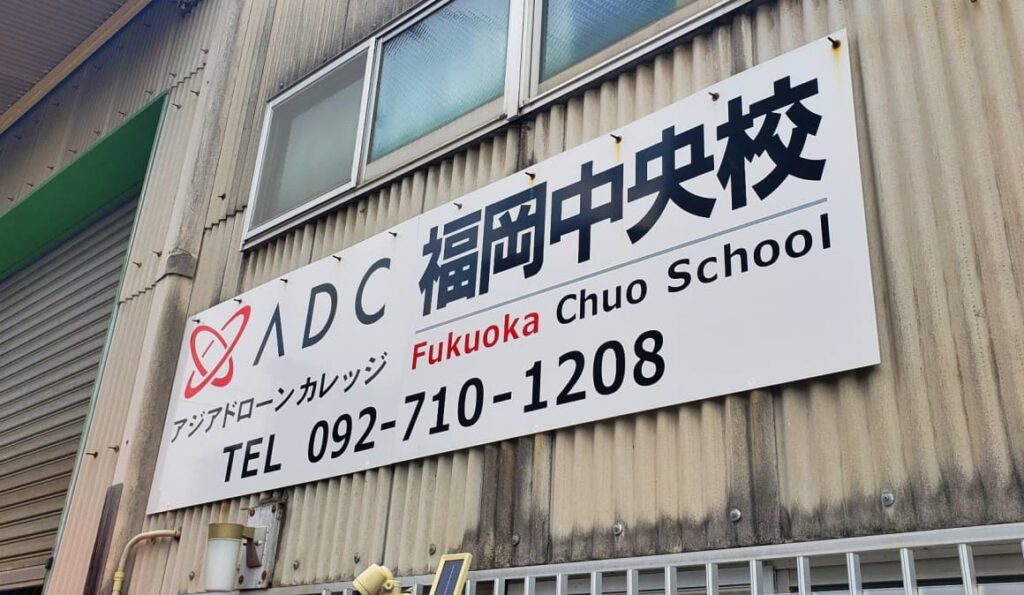 ADC
アジアドローンカレッジ
福岡中央校
Fukuoka Chuo School
TEL 092-710-1208